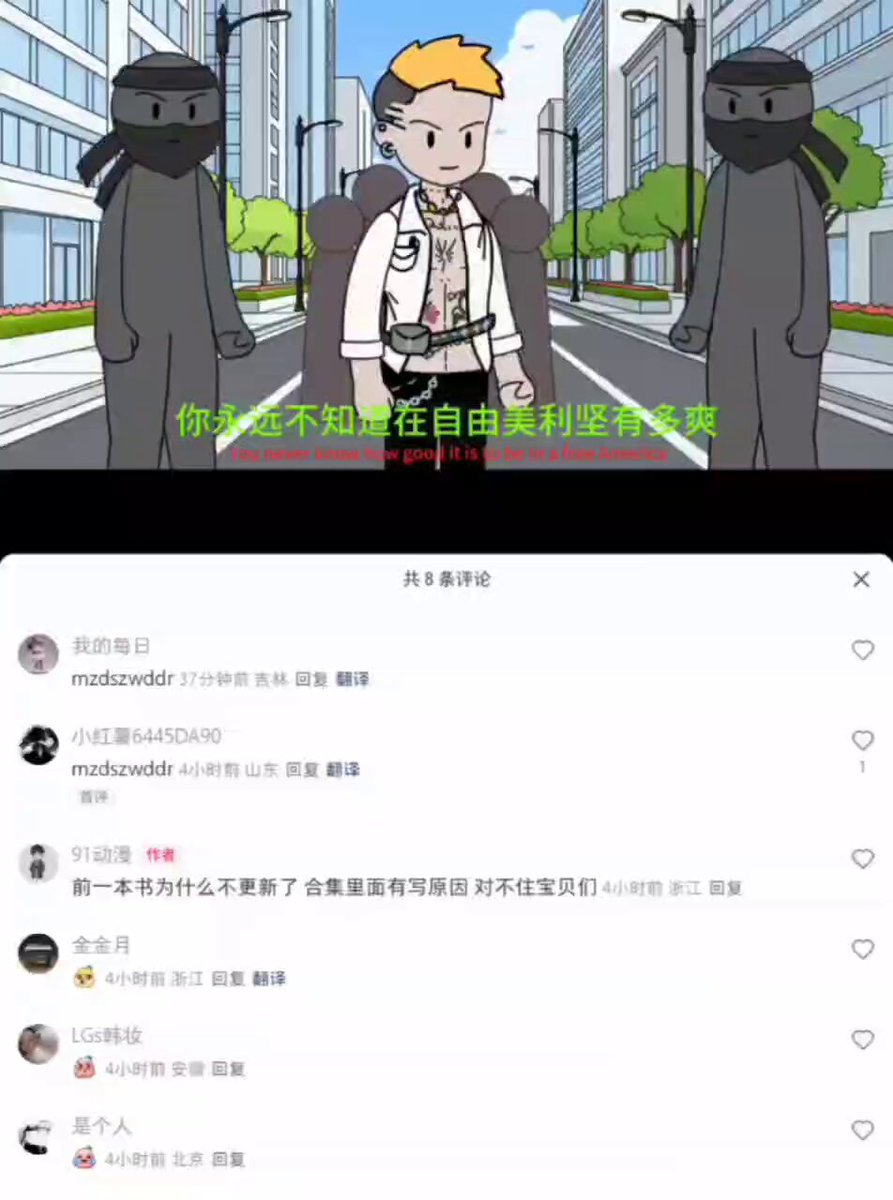 你永远不知道在自由美利坚有多爽
You never know how good it is to be in a free America
共 8 条评论
我的每日
mzdszwddr 37分钟前 吉林 回复 翻译
小红薯6445DA90
mzdszwddr 4小时前 山东 回复 翻译
1
首评
91动漫 作者
前一本书为什么不更新了 合集里面有写原因 对不住宝贝们 4小时前 浙江 回复
金金月
4小时前 浙江 回复 翻译
LGs韩妆
4小时前 安徽 回复
是个人
4小时前 北京 回复